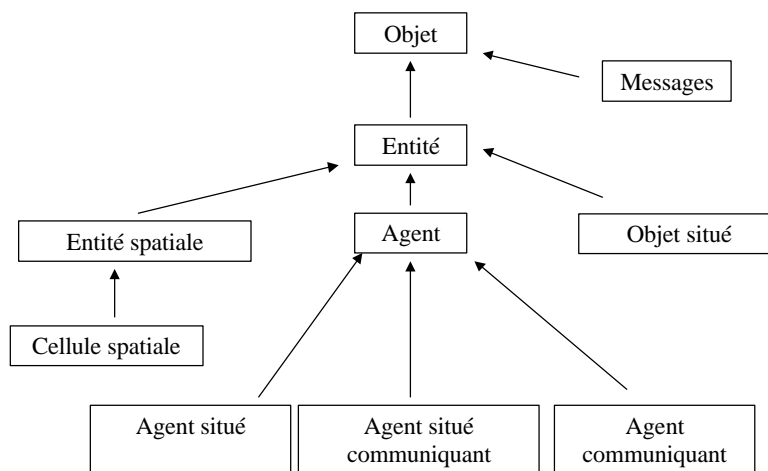 Objet
Messages
Entité
Entité spatiale
Agent
Objet situé
Cellule spatiale
Agent situé
Agent situé
communiquant
Agent
communiquant